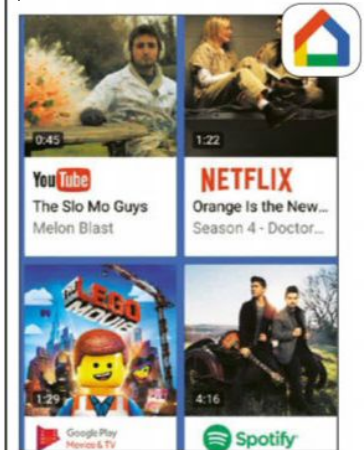 0:45
1:22
YouTube
NETFLIX
The Slo Mo Guys
Orange Is the New...
Melon Blast
Season 4 - Doctor...
THE LEGO
MOVIE
1:29
4:16
Google Play
Movies & TV
Spotify